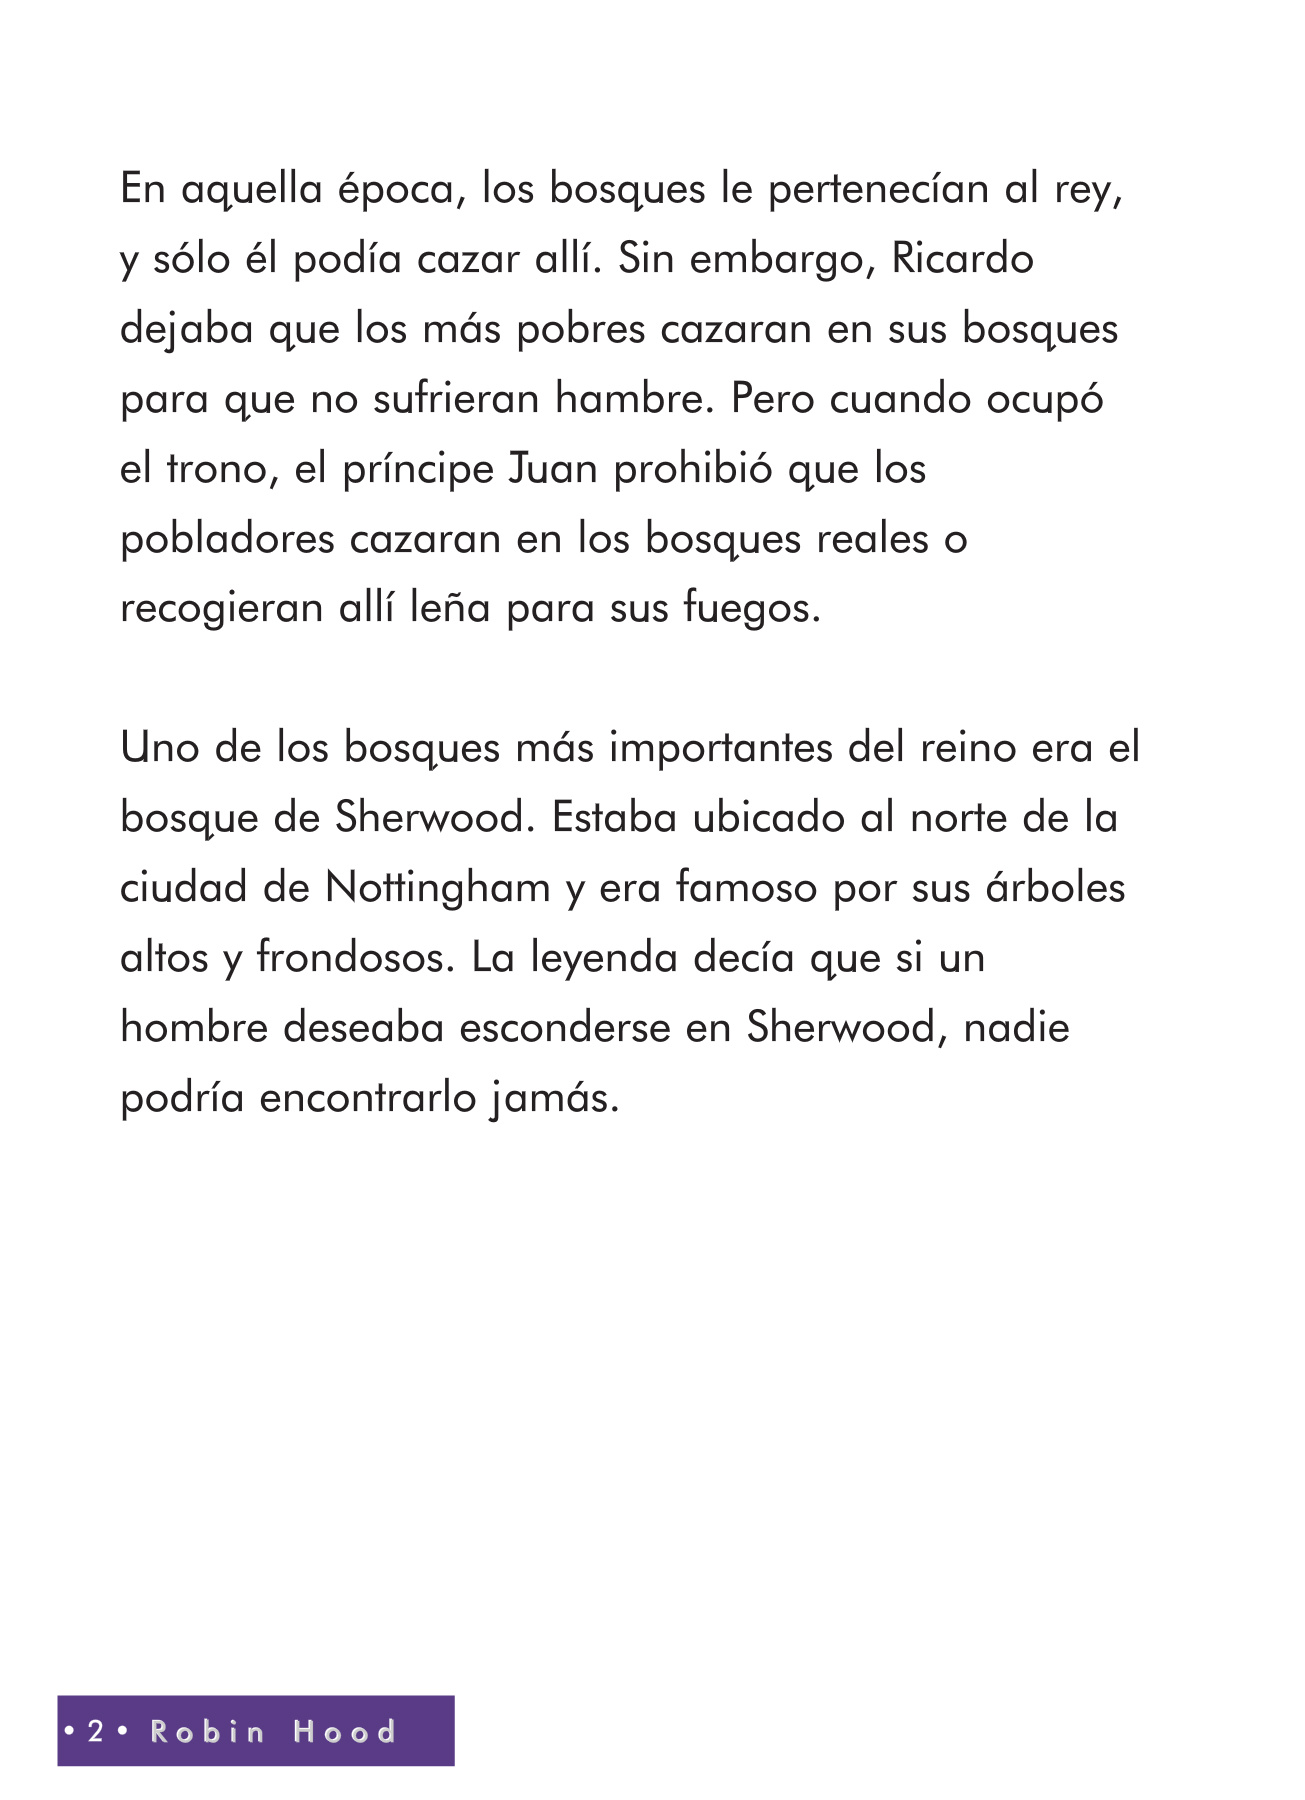 En aquella época, los bosques le pertenecían al rey,
y sólo él podía cazar allí. Sin embargo, Ricardo
dejaba que los más pobres cazaran en sus bosques
para que no sufrieran hambre. Pero cuando ocupó
el trono, el príncipe Juan prohibió que los
pobladores cazaran en los bosques reales o
recogieran allí leña para sus fuegos.
Uno de los bosques más importantes del reino era el
bosque de Sherwood. Estaba ubicado al norte de la
ciudad de Nottingham y era famoso por sus árboles
altos y frondosos. La leyenda decía que si un
hombre deseaba esconderse en Sherwood, nadie
podría encontrarlo jamás.
• 2 • Robin Hood